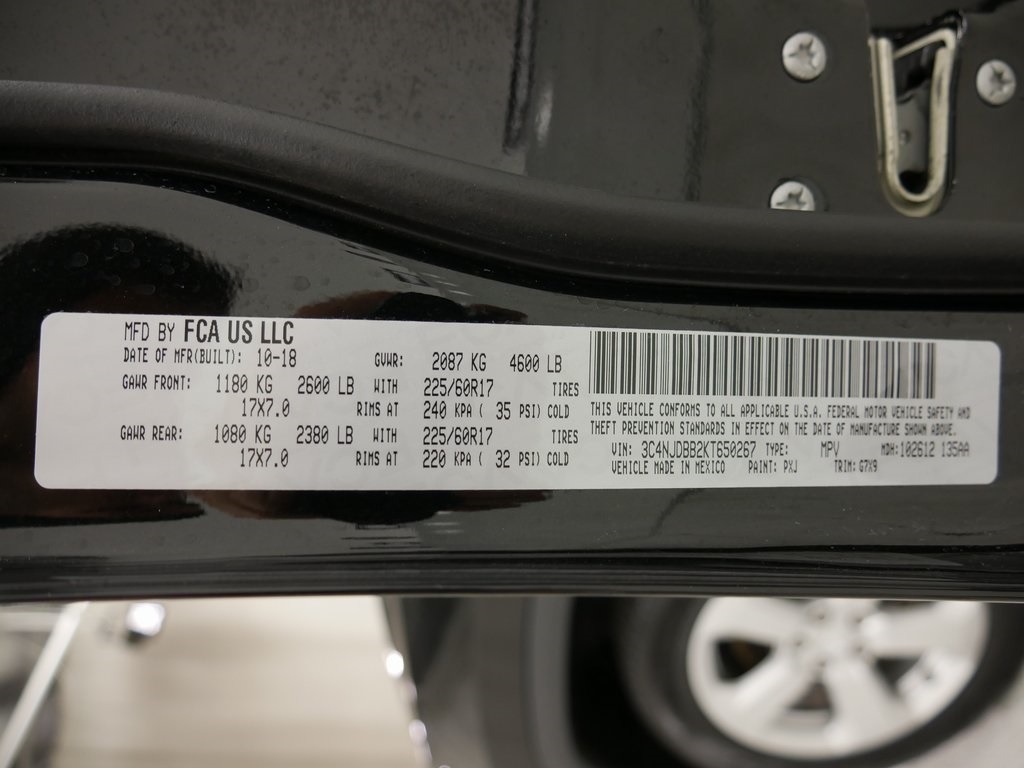 MFD BY FCA US LLC
DATE OF MFR(BUILT): 10-18 GVWR: 2087 KG 4600 LB
GAWR FRONT: 1180 KG 2600 LB WITH 225/60R17 TIRES
17X7.0 RIMS AT 240 KPA ( 35 PSI) COLD
GAWR REAR: 1080 KG 2380 LB WITH 225/60R17 TIRES
17X7.0 RIMS AT 220 KPA ( 32 PSI) COLD
THIS VEHICLE CONFORMS TO ALL APPLICABLE U.S.A. FEDERAL MOTOR VEHICLE SAFETY AND
THEFT PREVENTION STANDARDS IN EFFECT ON THE DATE OF MANUFACTURE SHOWN ABOVE.
VIN: 3C4NJDBB2KT650267 TYPE: MPV MDH: 102612 135AA
VEHICLE MADE IN MEXICO PAINT: PXJ TRIM: G7X9